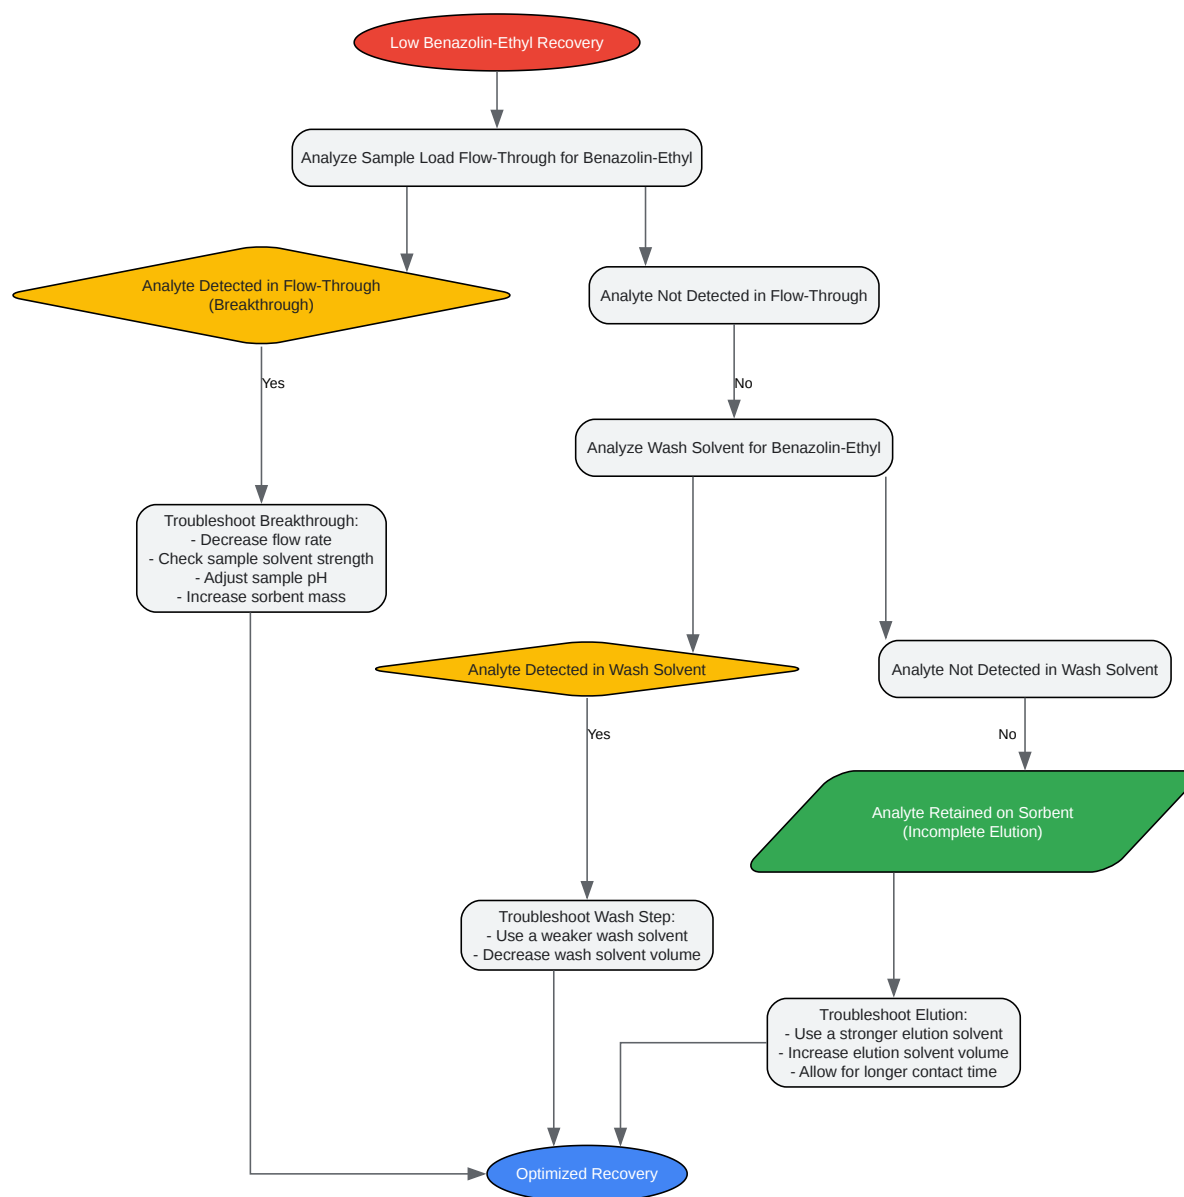 Low Benazolin-Ethyl Recovery
Analyze Sample Load Flow-Through for Benazolin-Ethyl
Analyte Detected in Flow-Through
(Breakthrough)
Analyte Not Detected in Flow-Through
Yes
No
Analyze Wash Solvent for Benazolin-Ethyl
Troubleshoot Breakthrough:
- Decrease flow rate
- Check sample solvent strength
- Adjust sample pH
- Increase sorbent mass
Analyte Detected in Wash Solvent
Analyte Not Detected in Wash Solvent
Yes
No
Analyte Retained on Sorbent
(Incomplete Elution)
Troubleshoot Wash Step:
- Use a weaker wash solvent
- Decrease wash solvent volume
Troubleshoot Elution:
- Use a stronger elution solvent
- Increase elution solvent volume
- Allow for longer contact time
Optimized Recovery